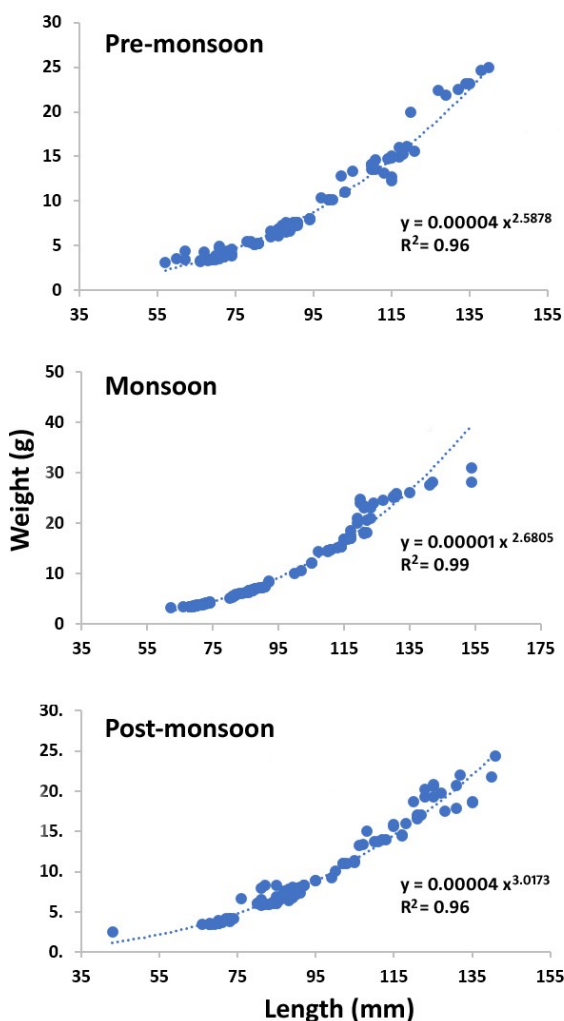 Pre-monsoon
30
25
20
15
10
5
0
y = 0.00004 x^2.5878
R²= 0.96
35 55 75 95 115 135 155
Monsoon
50
40
30
20
10
0
y = 0.00001 x^2.6805
R²= 0.99
35 55 75 95 115 135 155 175
Weight (g)
Post-monsoon
30.
25.
20.
15.
10.
5.
0.
y = 0.00004 x^3.0173
R²= 0.96
35 55 75 95 115 135 155
Length (mm)